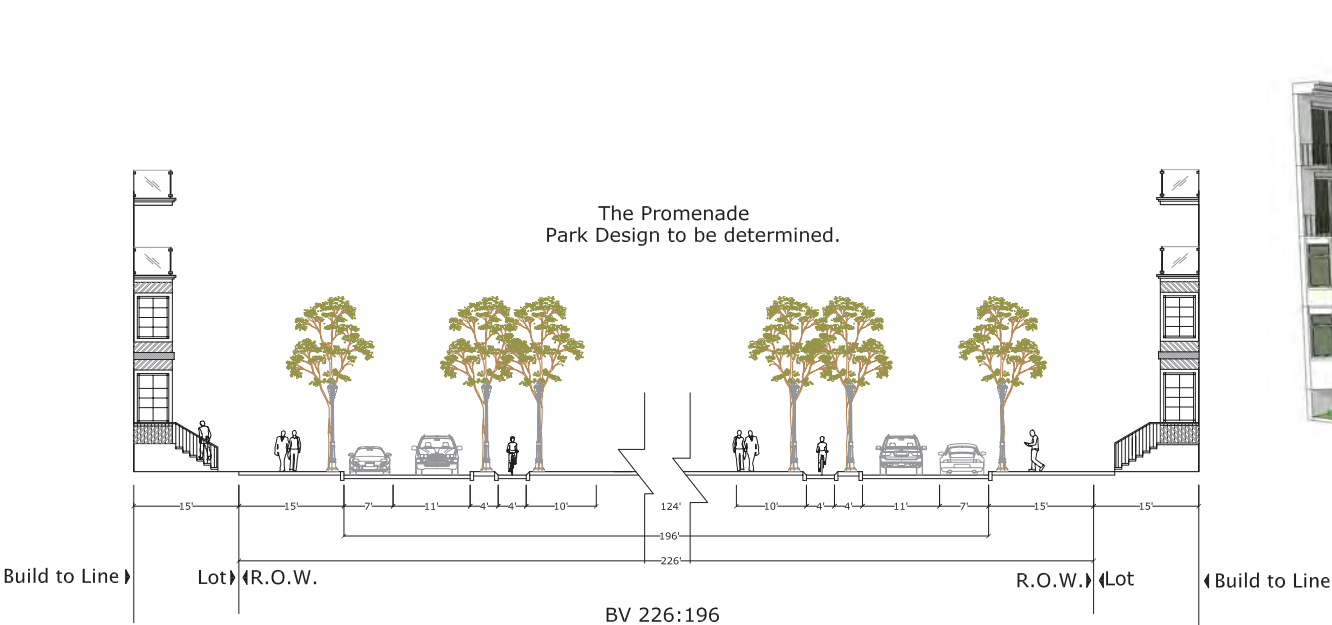 The Promenade
Park Design to be determined.
15' 15' 7' 11' 4' 4' 10' 124' 10' 4' 4' 11' 7' 15' 15'
196'
226'
Build to Line Lot R.O.W. R.O.W. Lot Build to Line
BV 226:196